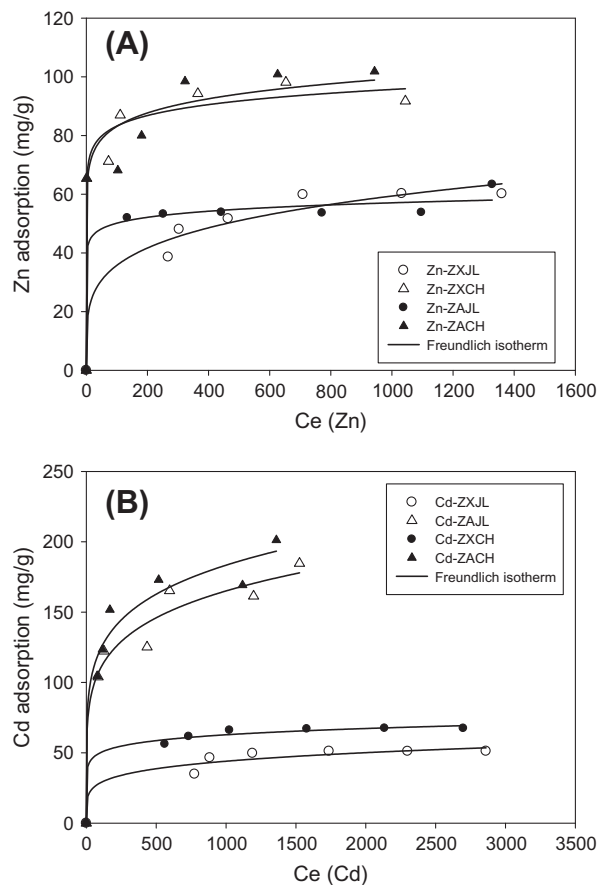 (A)
Zn adsorption (mg/g)
120
100
80
60
40
20
0
Zn-ZXJL
Zn-ZXCH
Zn-ZAJL
Zn-ZACH
Freundlich isotherm
0 200 400 600 800 1000 1200 1400 1600
Ce (Zn)
(B)
Cd adsorption (mg/g)
250
200
150
100
50
0
Cd-ZXJL
Cd-ZAJL
Cd-ZXCH
Cd-ZACH
Freundlich isotherm
0 500 1000 1500 2000 2500 3000 3500
Ce (Cd)